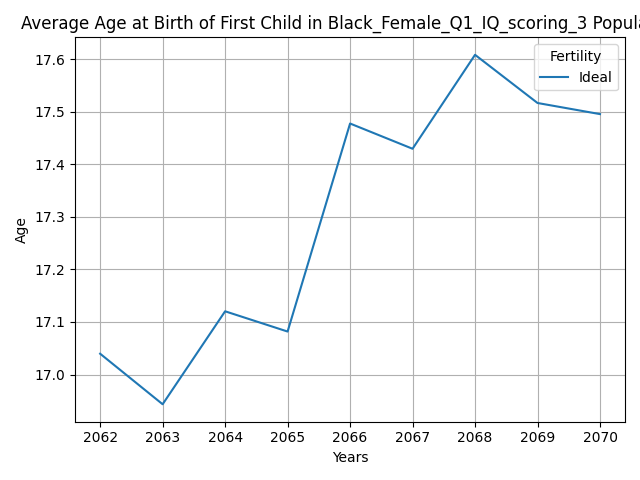 Average Age at Birth of First Child in Black_Female_Q1_IQ_scoring_3 Popula
Fertility
Ideal
17.6
17.5
17.4
17.3
17.2
17.1
17.0
Age
2062 2063 2064 2065 2066 2067 2068 2069 2070
Years